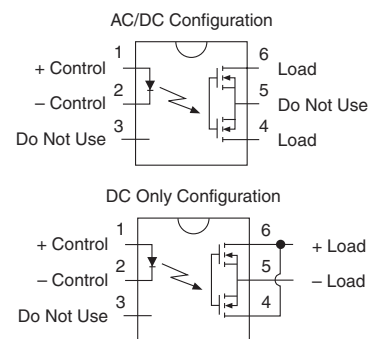 AC/DC Configuration
1
6
+ Control
Load
2
5
– Control
Do Not Use
3
4
Do Not Use
Load
DC Only Configuration
1
6
+ Control
+ Load
2
5
– Control
– Load
3
4
Do Not Use